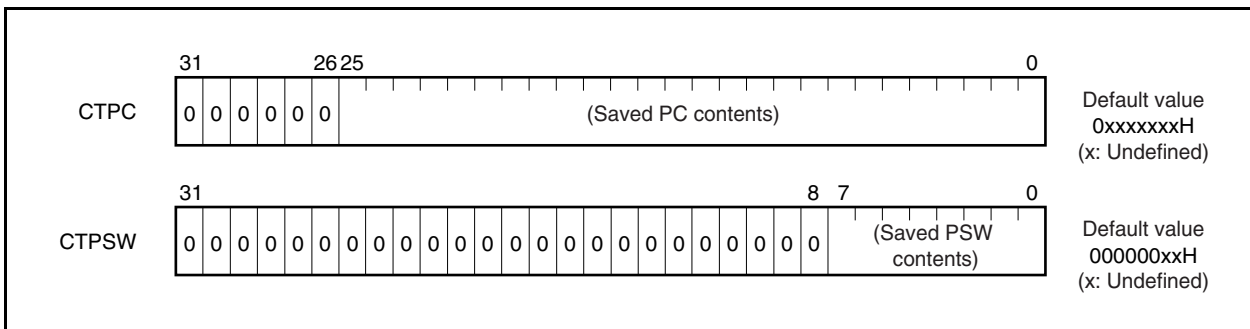 31 26 25 0
CTPC 0 0 0 0 0 0 (Saved PC contents)
Default value
0xxxxxxxH
(x: Undefined)
31 8 7 0
CTPSW 0 0 0 0 0 0 0 0 0 0 0 0 0 0 0 0 0 0 0 0 0 0 0 0 (Saved PSW
contents)
Default value
000000xxH
(x: Undefined)